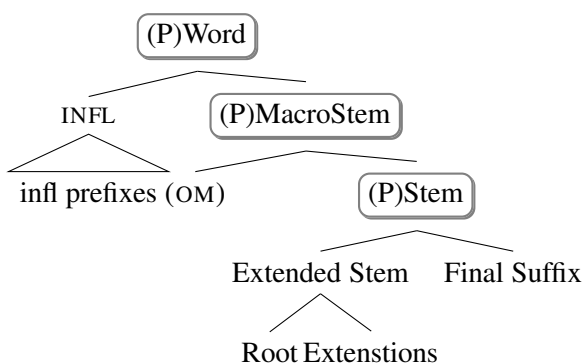 (P)Word
INFL (P)MacroStem
infl prefixes (OM) (P)Stem
Extended Stem Final Suffix
Root Extenstions